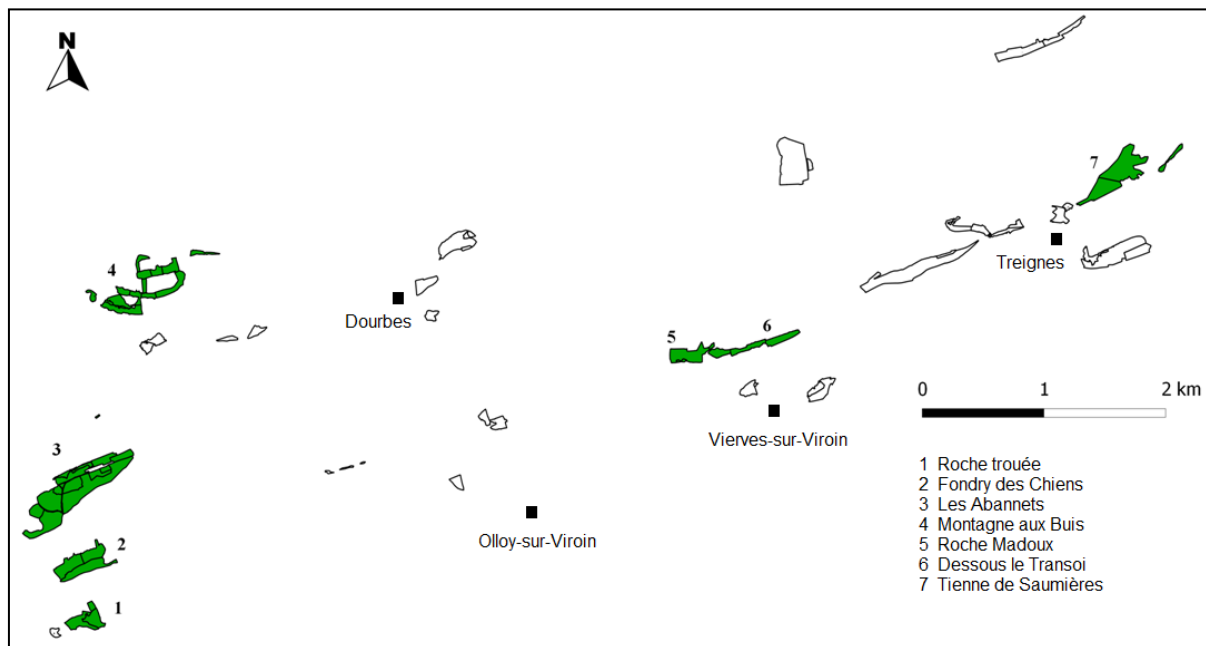 N
7
Treignes
4
Dourbes
5
6
0 1 2 km
Vierves-sur-Viroin
3
Olloy-sur-Viroin
2
1
1 Roche trouée
2 Fondry des Chiens
3 Les Abannets
4 Montagne aux Buis
5 Roche Madoux
6 Dessous le Transoi
7 Tienne de Saumières